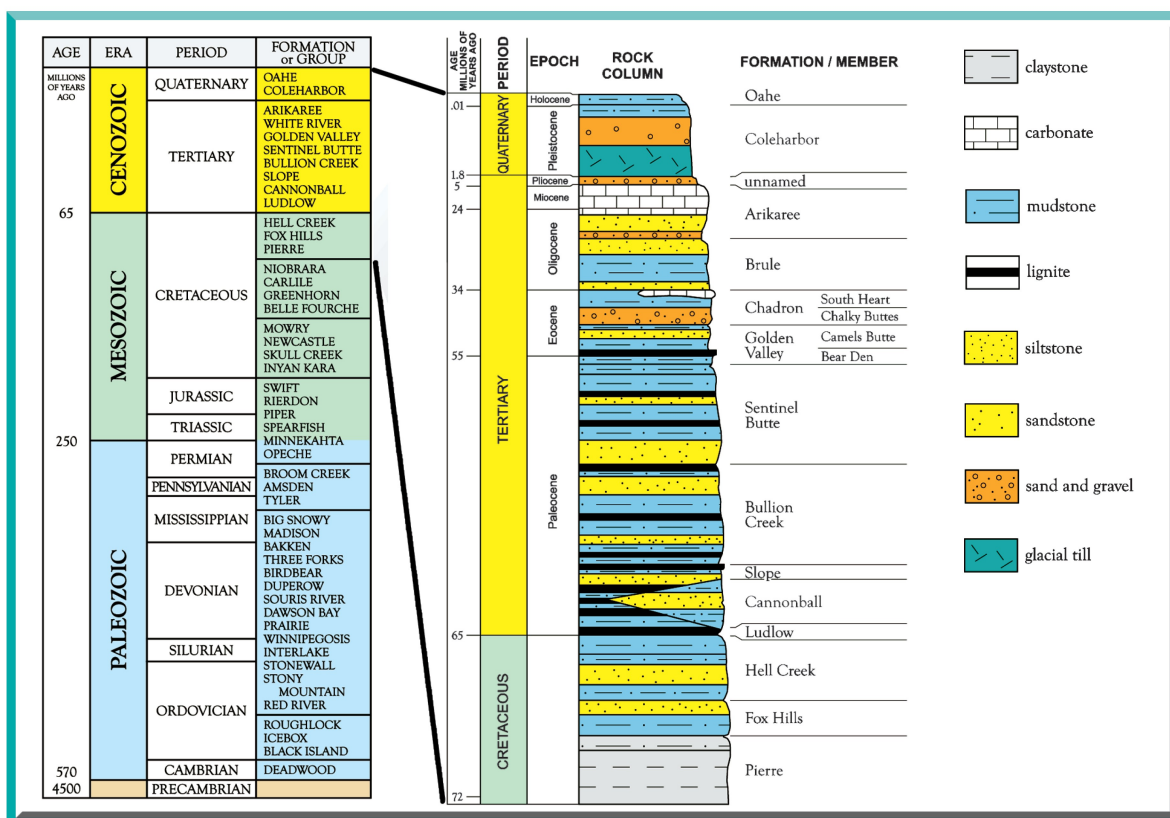 AGE
ERA
PERIOD
FORMATION
or GROUP
MILLIONS
OF YEARS
AGO
CENOZOIC
QUATERNARY
OAHE
COLEHARBOR
TERTIARY
ARIKAREE
WHITE RIVER
GOLDEN VALLEY
SENTINEL BUTTE
BULLION CREEK
SLOPE
CANNONBALL
LUDLOW
65
MESOZOIC
CRETACEOUS
HELL CREEK
FOX HILLS
PIERRE
NIOBRARA
CARLILE
GREENHORN
BELLE FOURCHE
MOWRY
NEWCASTLE
SKULL CREEK
INYAN KARA
JURASSIC
SWIFT
RIERDON
PIPER
TRIASSIC
SPEARFISH
250
MINNEKAHTA
OPECHE
PALEOZOIC
PERMIAN
BROOM CREEK
PENNSYLVANIAN
AMSDEN
TYLER
MISSISSIPPIAN
BIG SNOWY
MADISON
BAKKEN
THREE FORKS
BIRDBEAR
DEVONIAN
DUPEROW
SOURIS RIVER
DAWSON BAY
PRAIRIE
WINNIPEGOSIS
SILURIAN
INTERLAKE
STONEWALL
STONY
MOUNTAIN
RED RIVER
ORDOVICIAN
ROUGHLOCK
ICEBOX
BLACK ISLAND
570
CAMBRIAN
DEADWOOD
4500
PRECAMBRIAN
AGE
MILLIONS OF
YEARS AGO
PERIOD
EPOCH
ROCK
COLUMN
FORMATION / MEMBER
.01
1.8
5
24
34
55
65
72
QUATERNARY
TERTIARY
CRETACEOUS
Holocene
Pleistocene
Pliocene
Miocene
Oligocene
Eocene
Paleocene
Oahe
Coleharbor
unnamed
Arikaree
Brule
Chadron
South Heart
Chalky Buttes
Golden
Valley
Camels Butte
Bear Den
Sentinel
Butte
Bullion
Creek
Slope
Cannonball
Ludlow
Hell Creek
Fox Hills
Pierre
claystone
carbonate
mudstone
lignite
siltstone
sandstone
sand and gravel
glacial till